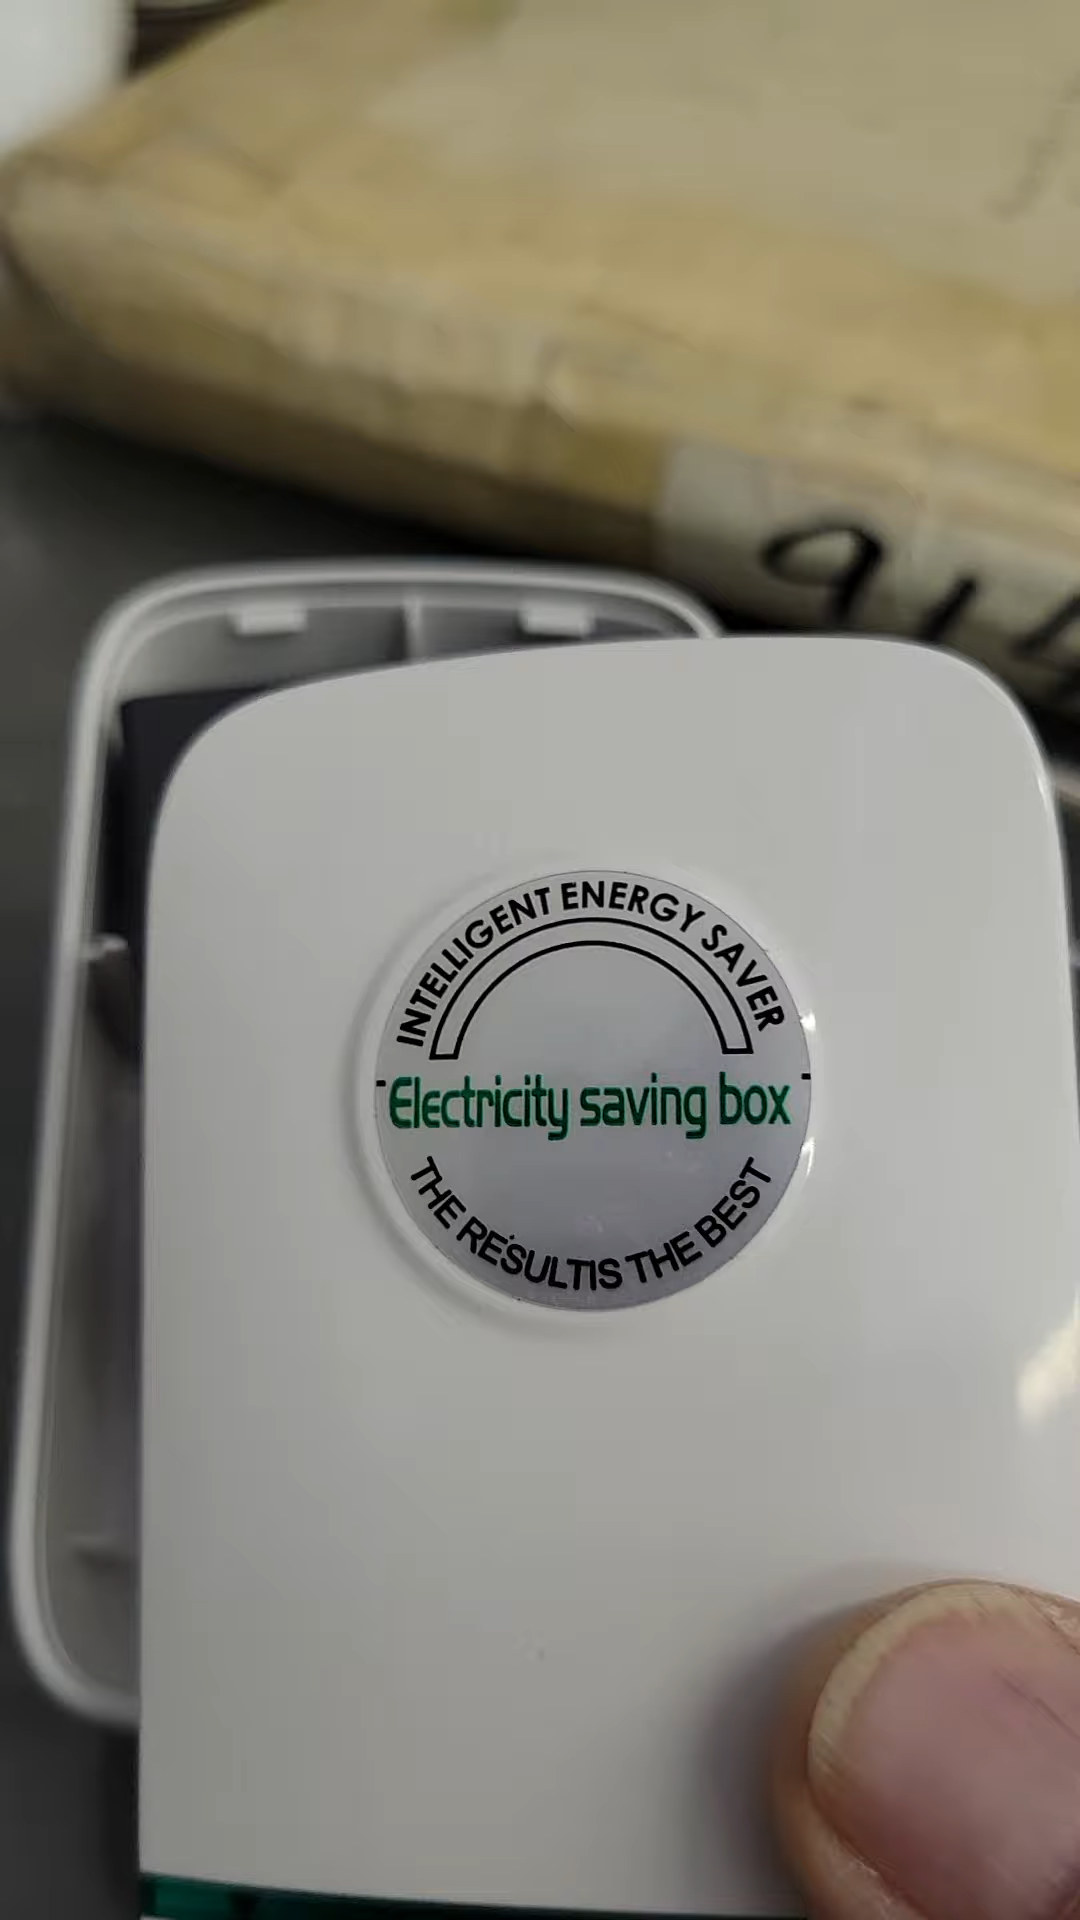 INTELLIGENT ENERGY SAVER
Electricity saving box
THE RESULTIS THE BEST